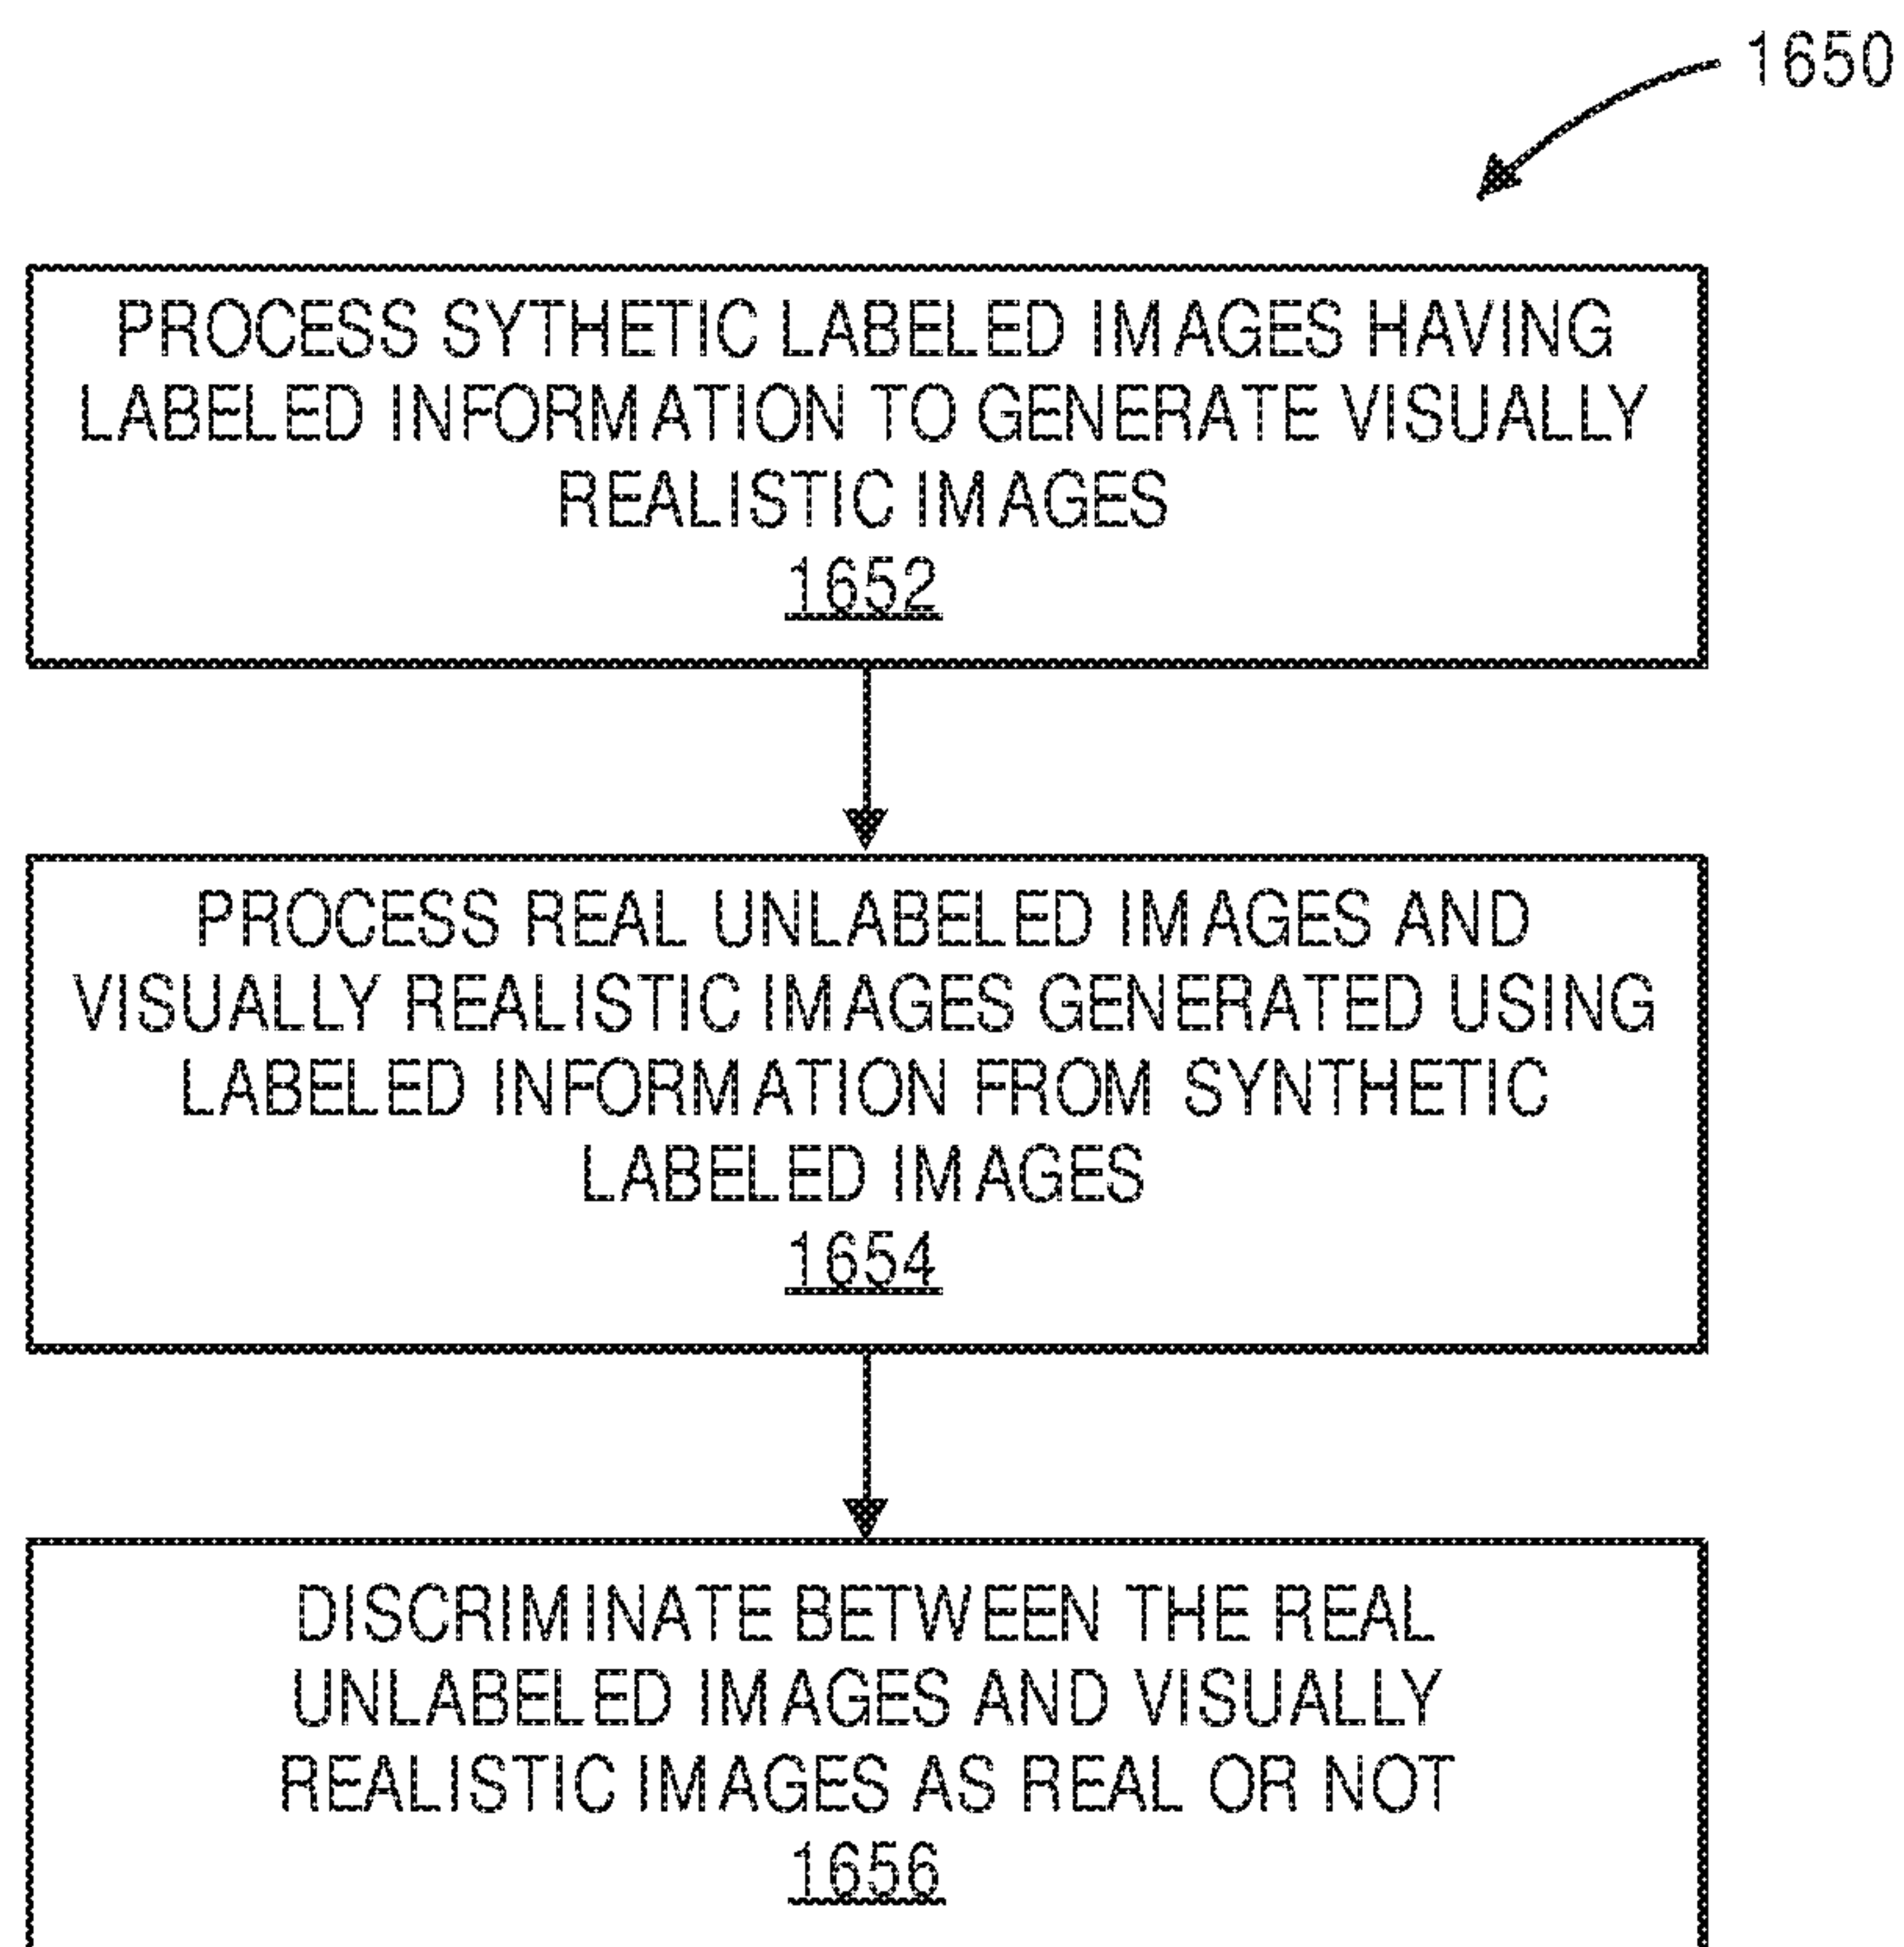 1650
PROCESS SYTHETIC LABELED IMAGES HAVING
LABELED INFORMATION TO GENERATE VISUALLY
REALISTIC IMAGES
1652
PROCESS REAL UNLABELED IMAGES AND
VISUALLY REALISTIC IMAGES GENERATED USING
LABELED INFORMATION FROM SYNTHETIC
LABELED IMAGES
1654
DISCRIMINATE BETWEEN THE REAL
UNLABELED IMAGES AND VISUALLY
REALISTIC IMAGES AS REAL OR NOT
1656